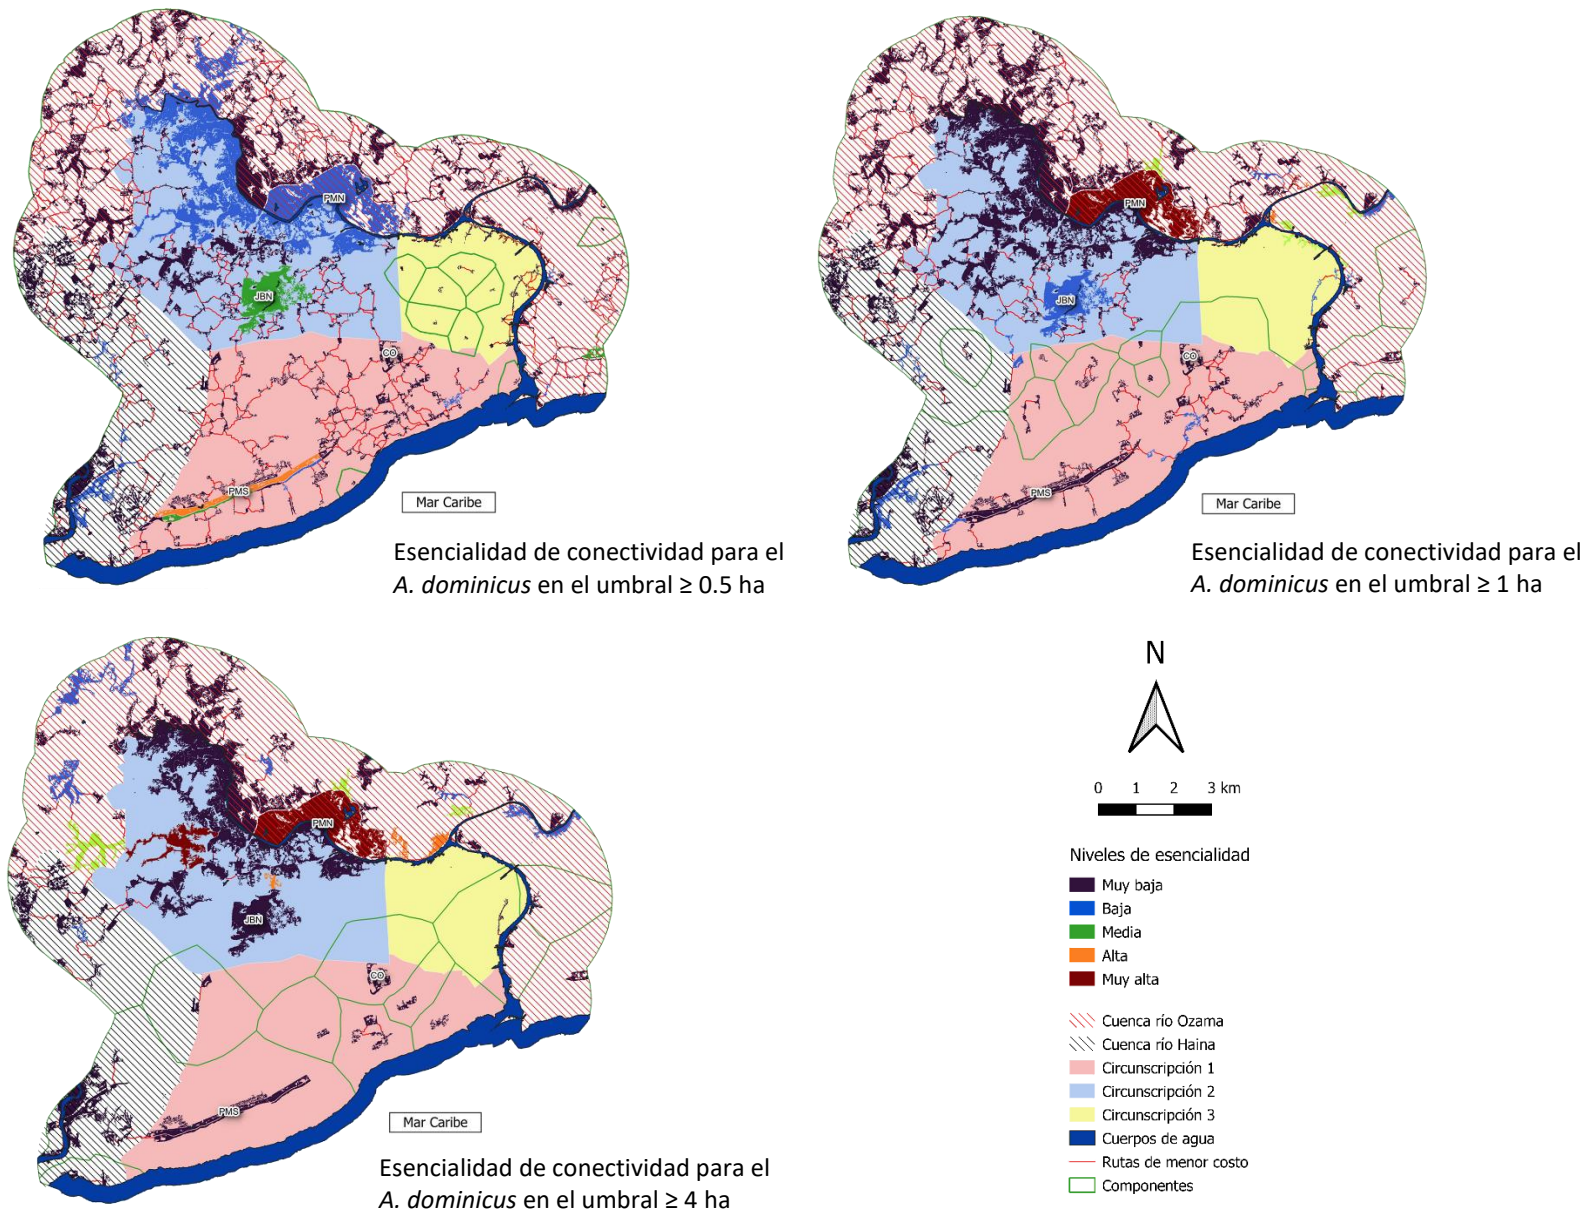 PMN
JBN
CO
PMS
Mar Caribe
Esencialidad de conectividad para el
A. dominicus en el umbral ≥ 0.5 ha
PMN
JBN
CO
PMS
Mar Caribe
Esencialidad de conectividad para el
A. dominicus en el umbral ≥ 1 ha
PMN
JBN
CO
PMS
Mar Caribe
Esencialidad de conectividad para el
A. dominicus en el umbral ≥ 4 ha
N
0 1 2 3 km
Niveles de esencialidad
Muy baja
Baja
Media
Alta
Muy alta
Cuenca río Ozama
Cuenca río Haina
Circunscripción 1
Circunscripción 2
Circunscripción 3
Cuerpos de agua
Rutas de menor costo
Componentes